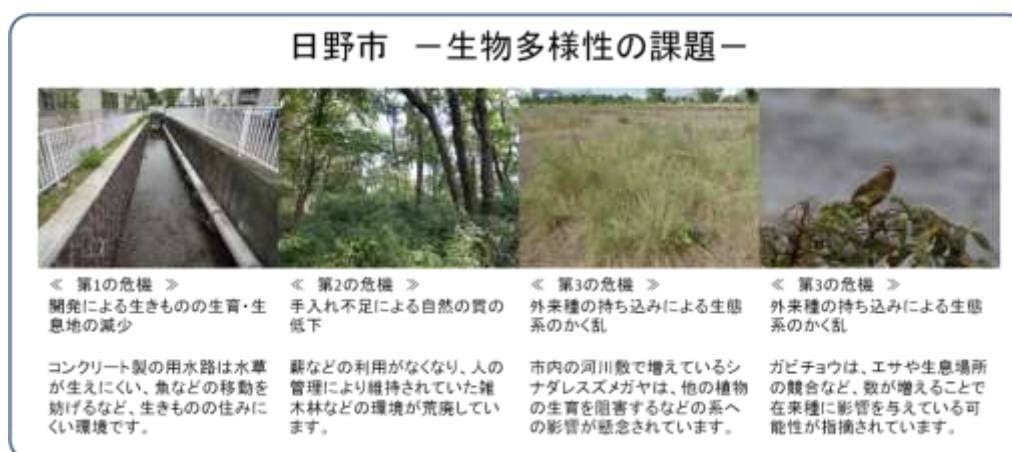 日野市　－生物多様性の課題－
≪　第1の危機　≫
開発による生きものの生育・生
息地の減少
コンクリート製の用水路は水草
が生えにくい、魚などの移動を
妨げるなど、生きものの住みに
くい環境です。
≪　第2の危機　≫
手入れ不足による自然の質の
低下
薪などの利用がなくなり、人の
管理により維持されていた雑
木林などの環境が荒廃してい
ます。
≪　第3の危機　≫
外来種の持ち込みによる生態
系のかく乱
市内の河川敷で増えているシ
ナダレスズメガヤは、他の植物
の生育を阻害するなどの系へ
の影響が懸念されています。
≪　第3の危機　≫
外来種の持ち込みによる生態
系のかく乱
ガビチョウは、エサや生息場所
の競合など、数が増えることで
在来種に影響を与えている可
能性が指摘されています。